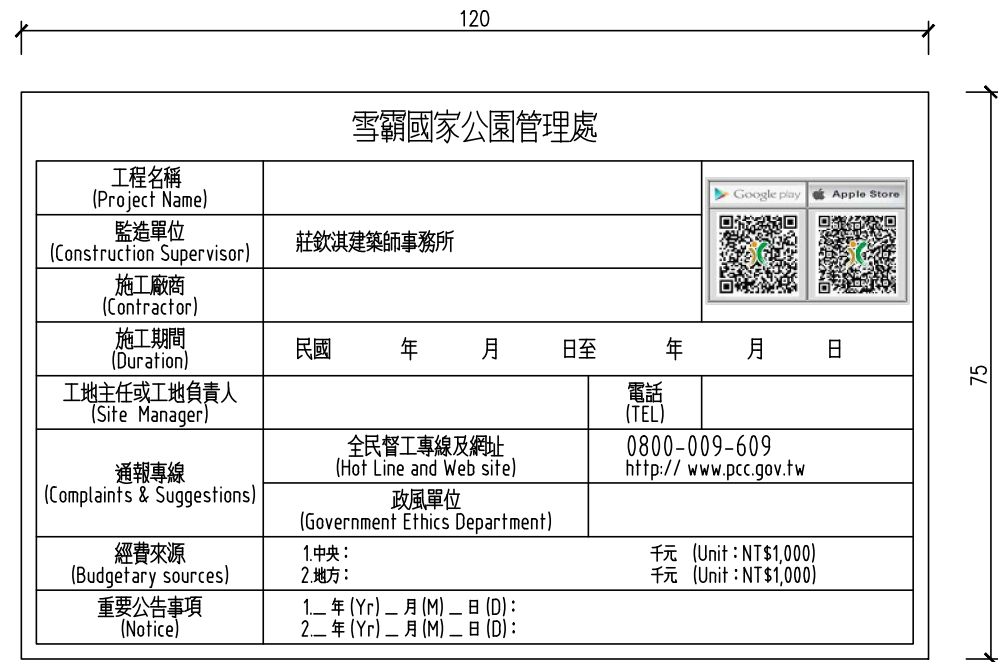 120
雪霸國家公園管理處
工程名稱
(Project Name)
Google play
Apple Store
監造單位
(Construction Supervisor)
莊欽淇建築師事務所
施工廠商
(Contractor)
施工期間
(Duration)
民國 年 月 日至 年 月 日
75
工地主任或工地負責人
(Site Manager)
電話
(TEL)
通報專線
(Complaints & Suggestions)
全民督工專線及網址
(Hot Line and Web site)
0800-009-609
http:// www.pcc.gov.tw
政風單位
(Government Ethics Department)
經費來源
(Budgetary sources)
1.中央： 千元 (Unit：NT$1,000)
2.地方： 千元 (Unit：NT$1,000)
重要公告事項
(Notice)
1.＿年(Yr)＿月(M)＿日(D)：
2.＿年(Yr)＿月(M)＿日(D)：